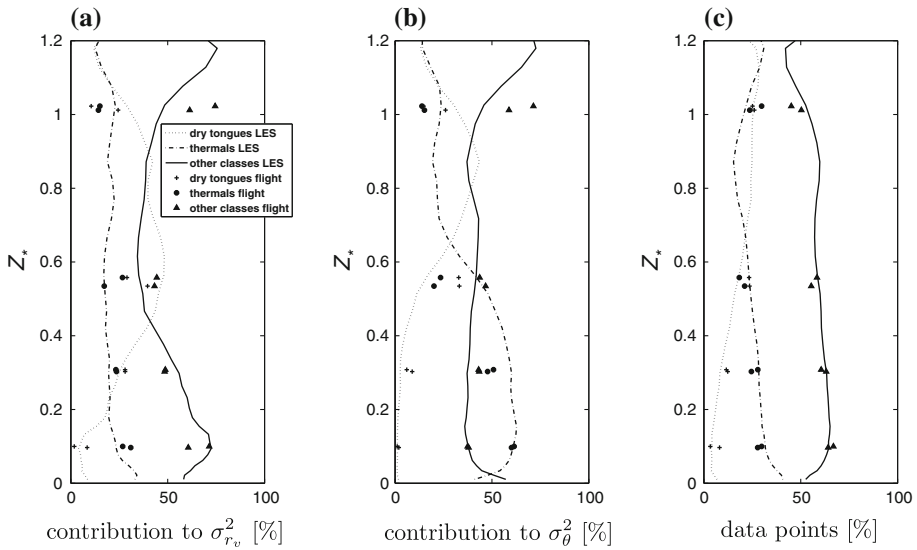 (a) (b) (c)
1.2 1.2 1.2
1 1 1
0.8 0.8 0.8
0.6 0.6 0.6
0.4 0.4 0.4
0.2 0.2 0.2
0 0 0
Z* Z* Z*
dry tongues LES
thermals LES
other classes LES
dry tongues flight
thermals flight
other classes flight
0 50 100 0 50 100 0 50 100
contribution to σ²_{r_v} [%] contribution to σ²_θ [%] data points [%]